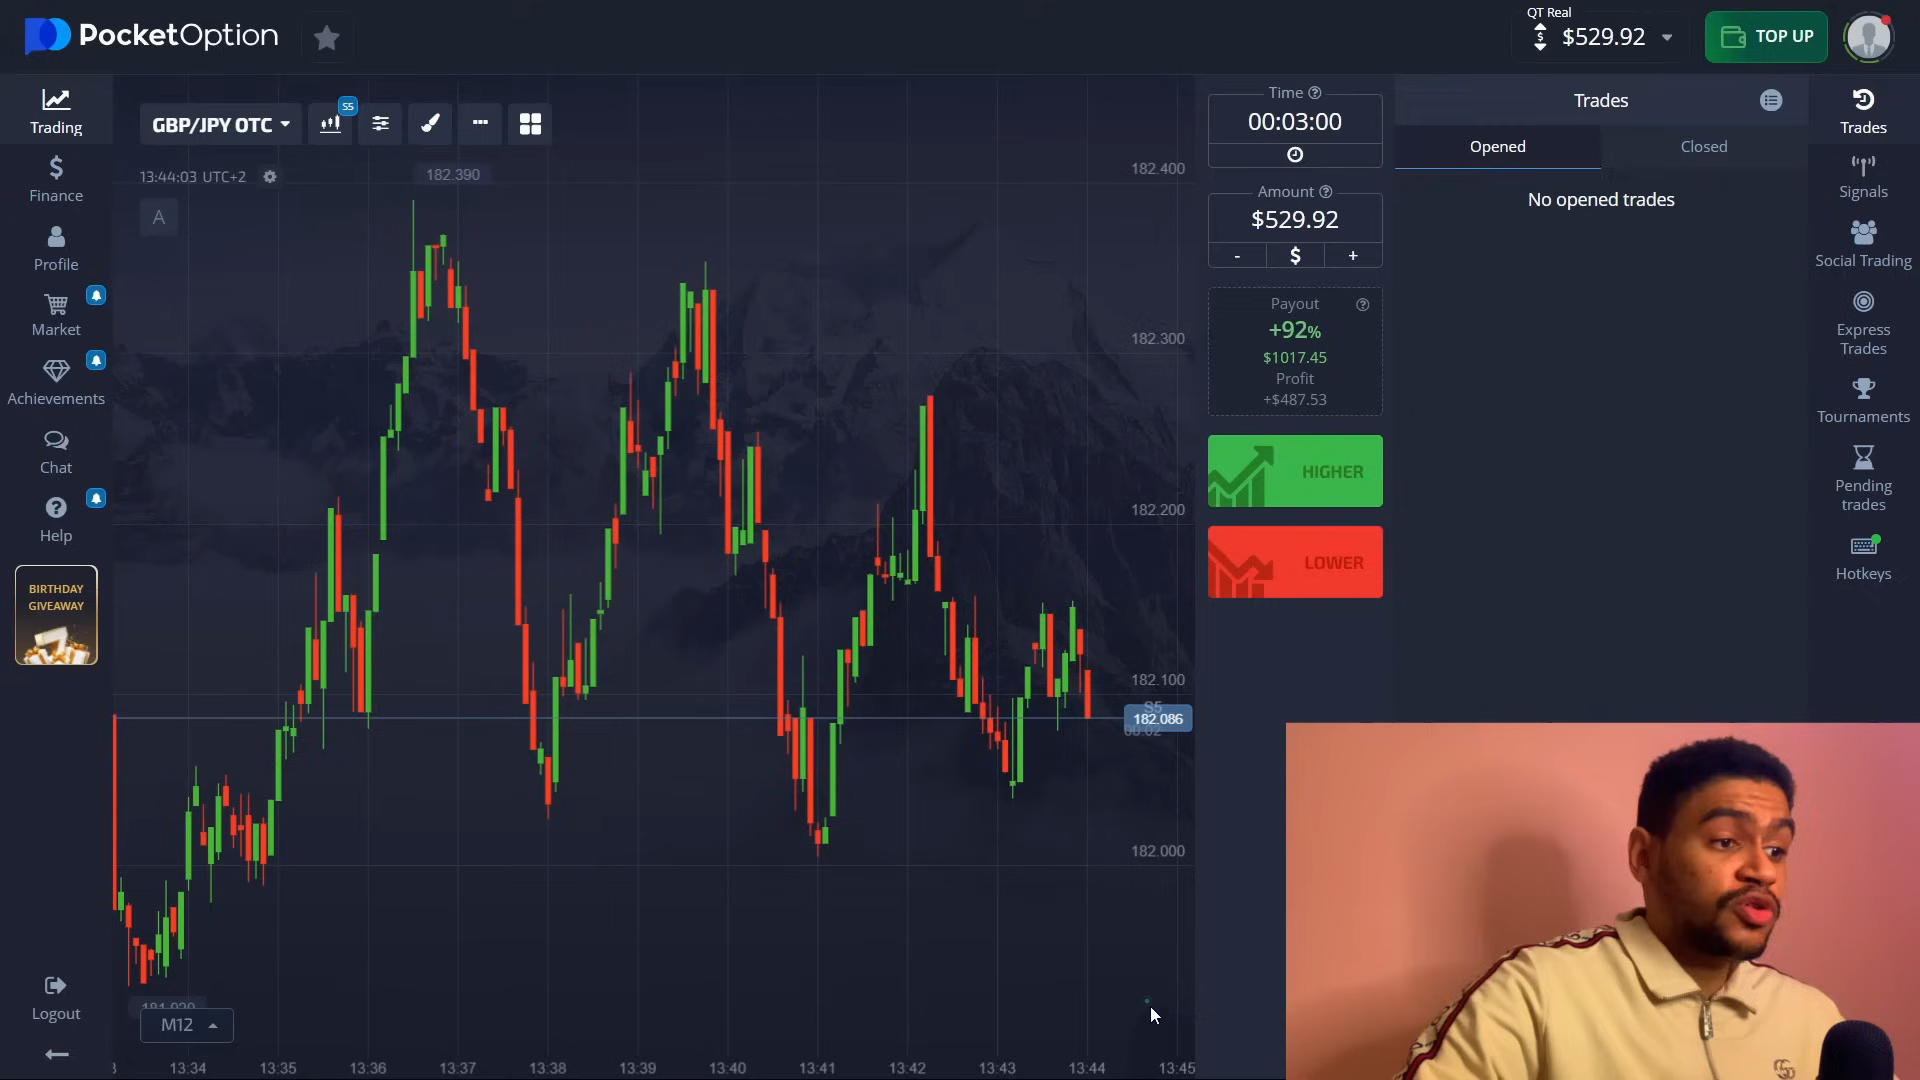 PocketOption
QT Real
$529.92
TOP UP
Trading
Finance
Profile
Market
Achievements
Chat
Help
BIRTHDAY
GIVEAWAY
Logout
GBP/JPY OTC
S5
13:44:03 UTC+2
A
182.390
182.400
182.300
182.200
182.100
S5
182.086
00:02
182.000
M12
13:34
13:35
13:36
13:37
13:38
13:39
13:40
13:41
13:42
13:43
13:44
13:45
Time
00:03:00
Amount
$529.92
- $ +
Payout
+92%
$1017.45
Profit
+$487.53
HIGHER
LOWER
Trades
Opened
Closed
No opened trades
Trades
Signals
Social Trading
Express
Trades
Tournaments
Pending
trades
Hotkeys